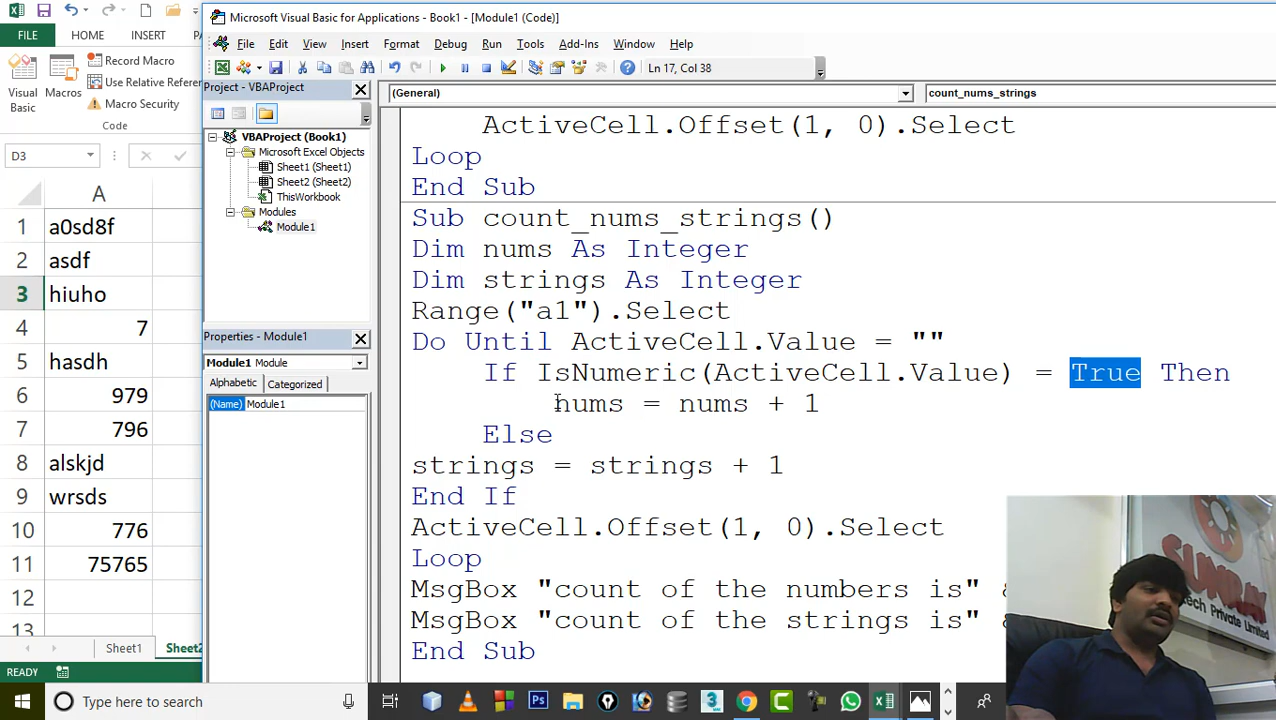 Microsoft Visual Basic for Applications - Book1 - [Module1 (Code)]
FILE HOME INSERT
File Edit View Insert Format Debug Run Tools Add-Ins Window Help
Ln 17, Col 38
Visual Basic
Macros
Record Macro
Use Relative Refer
Macro Security
Code
D3
A
1 a0sd8f
2 asdf
3 hiuho
4 7
5 hasdh
6 979
7 796
8 alskjd
9 wrsds
10 776
11 75765
12
13
Sheet1 Sheet2
READY
Project - VBAProject
VBAProject (Book1)
Microsoft Excel Objects
Sheet1 (Sheet1)
Sheet2 (Sheet2)
ThisWorkbook
Modules
Module1
Properties - Module1
Module1 Module
Alphabetic Categorized
(Name) Module1
(General) count_nums_strings
ActiveCell.Offset(1, 0).Select
Loop
End Sub
Sub count_nums_strings()
Dim nums As Integer
Dim strings As Integer
Range("a1").Select
Do Until ActiveCell.Value = ""
If IsNumeric(ActiveCell.Value) = True Then
nums = nums + 1
Else
strings = strings + 1
End If
ActiveCell.Offset(1, 0).Select
Loop
MsgBox "count of the numbers is"
MsgBox "count of the strings is"
End Sub
tech Private Limited
Type here to search
Ps
3